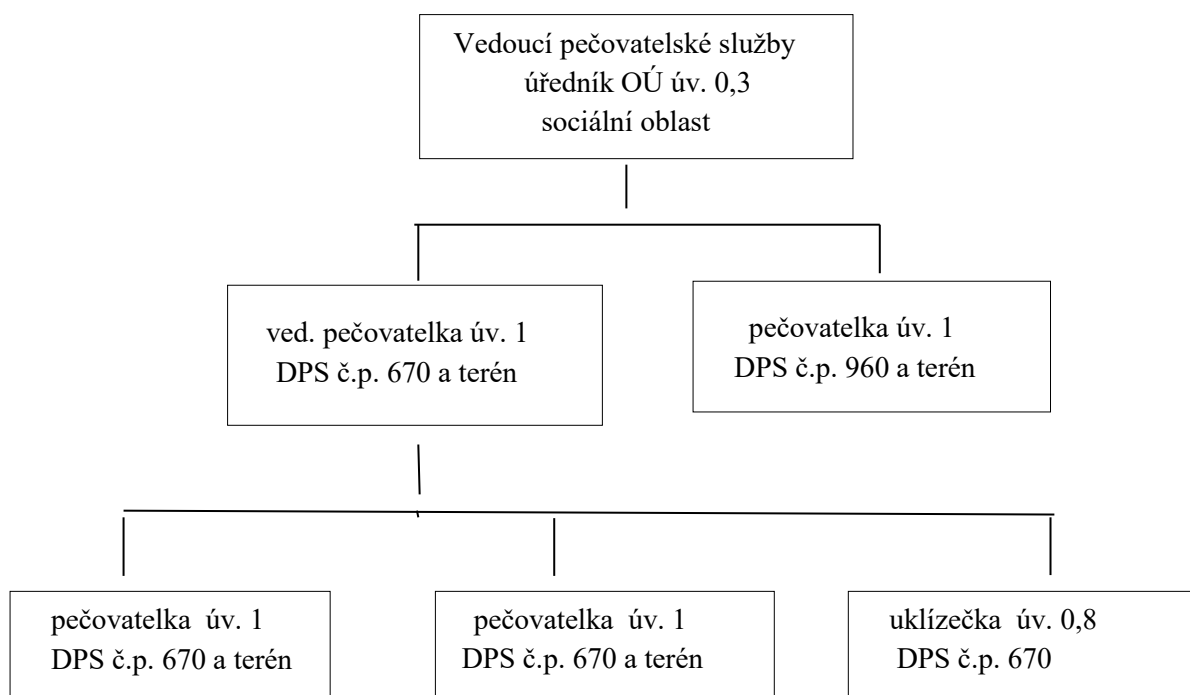 Vedoucí pečovatelské služby
úředník OÚ úv. 0,3
sociální oblast
ved. pečovatelka úv. 1
DPS č.p. 670 a terén
pečovatelka úv. 1
DPS č.p. 960 a terén
pečovatelka úv. 1
DPS č.p. 670 a terén
pečovatelka úv. 1
DPS č.p. 670 a terén
uklízečka úv. 0,8
DPS č.p. 670